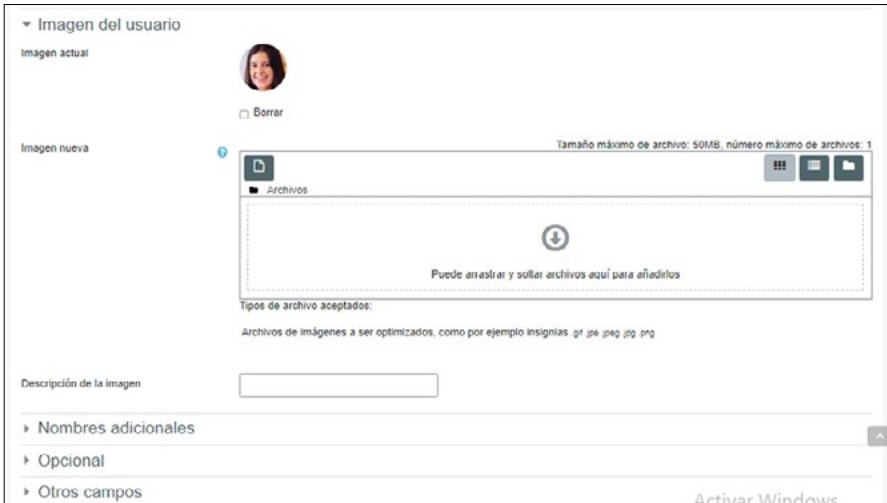 Imagen del usuario
Imagen actual
Borrar
Imagen nueva
Tamaño máximo de archivo: 50MB, número máximo de archivos: 1
Archivos
Puede arrastrar y soltar archivos aquí para añadirlos
Tipos de archivo aceptados:
Archivos de imágenes a ser optimizados, como por ejemplo insignias .gif .jpe .jpeg .jpg .png
Descripción de la imagen
Nombres adicionales
Opcional
Otros campos
Activar Windows